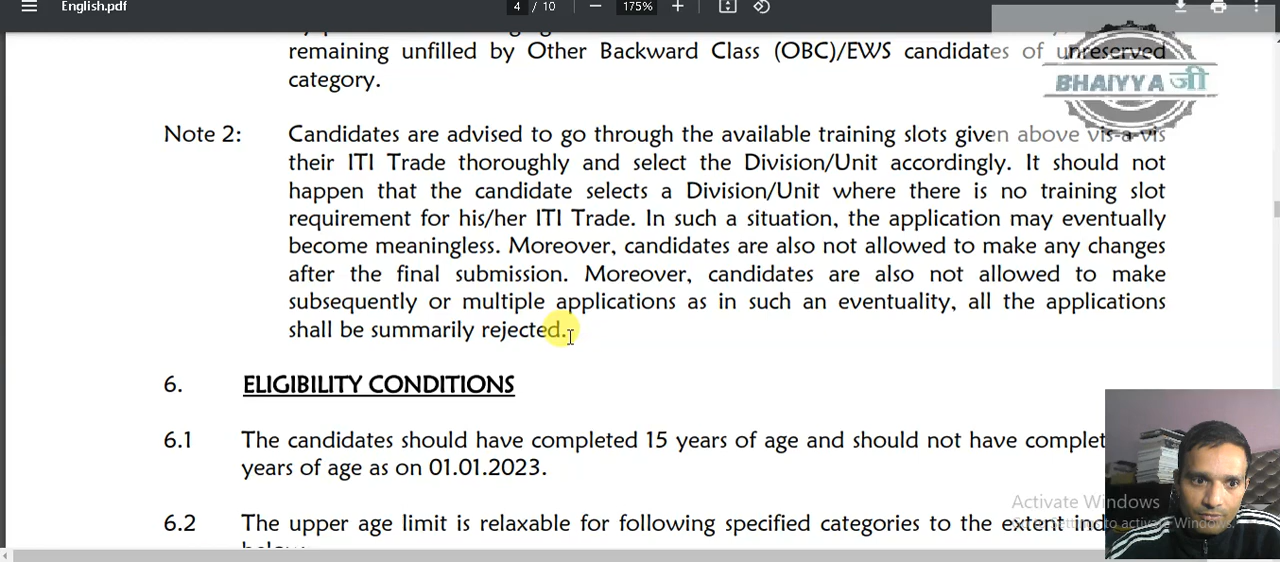 English.pdf
4 / 10
175%
remaining unfilled by Other Backward Class (OBC)/EWS candidates of unreserved
category.
BHAIYYA जी
Note 2: Candidates are advised to go through the available training slots given above vis-a-vis
their ITI Trade thoroughly and select the Division/Unit accordingly. It should not
happen that the candidate selects a Division/Unit where there is no training slot
requirement for his/her ITI Trade. In such a situation, the application may eventually
become meaningless. Moreover, candidates are also not allowed to make any changes
after the final submission. Moreover, candidates are also not allowed to make
subsequently or multiple applications as in such an eventuality, all the applications
shall be summarily rejected.
6. ELIGIBILITY CONDITIONS
6.1 The candidates should have completed 15 years of age and should not have complet
years of age as on 01.01.2023.
Activate Windows
6.2 The upper age limit is relaxable for following specified categories to the extent ind